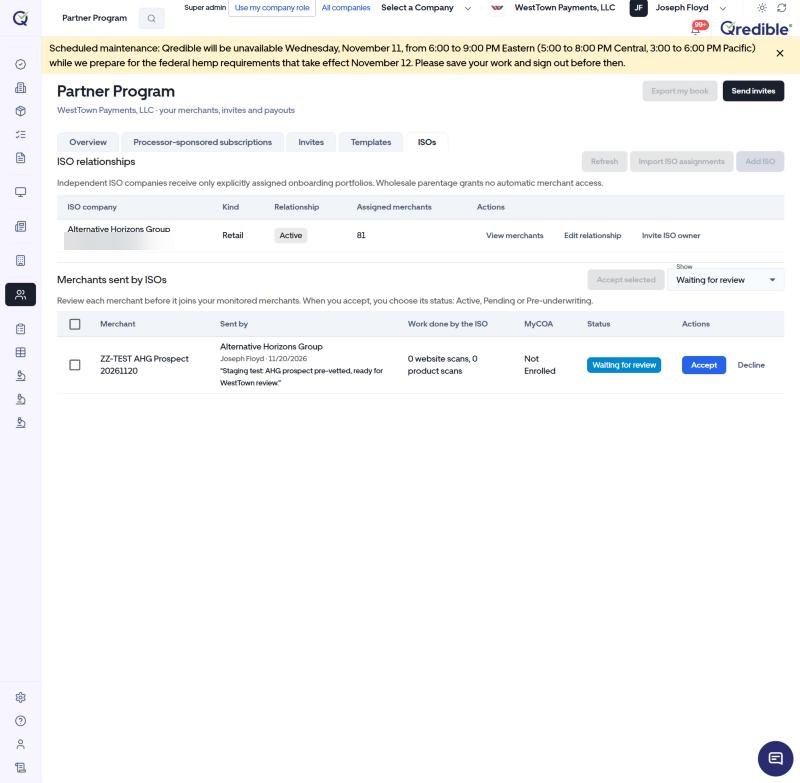 Super admin Use my company role All companies Select a Company WestTown Payments, LLC JF Joseph Floyd
Partner Program
99+
Qredible
Scheduled maintenance: Qredible will be unavailable Wednesday, November 11, from 6:00 to 9:00 PM Eastern (5:00 to 8:00 PM Central, 3:00 to 6:00 PM Pacific)
while we prepare for the federal hemp requirements that take effect November 12. Please save your work and sign out before then.
Partner Program
Export my book Send invites
WestTown Payments, LLC · your merchants, invites and payouts
Overview Processor-sponsored subscriptions Invites Templates ISOs
ISO relationships
Refresh Import ISO assignments Add ISO
Independent ISO companies receive only explicitly assigned onboarding portfolios. Wholesale parentage grants no automatic merchant access.
ISO company Kind Relationship Assigned merchants Actions
Alternative Horizons Group
Retail Active 81 View merchants Edit relationship Invite ISO owner
Merchants sent by ISOs
Accept selected
Show
Waiting for review
Review each merchant before it joins your monitored merchants. When you accept, you choose its status: Active, Pending or Pre-underwriting.
Merchant Sent by Work done by the ISO MyCOA Status Actions
ZZ-TEST AHG Prospect
20261120
Alternative Horizons Group
Joseph Floyd · 11/20/2026
"Staging test: AHG prospect pre-vetted, ready for
WestTown review."
0 website scans, 0
product scans
Not
Enrolled
Waiting for review
Accept Decline